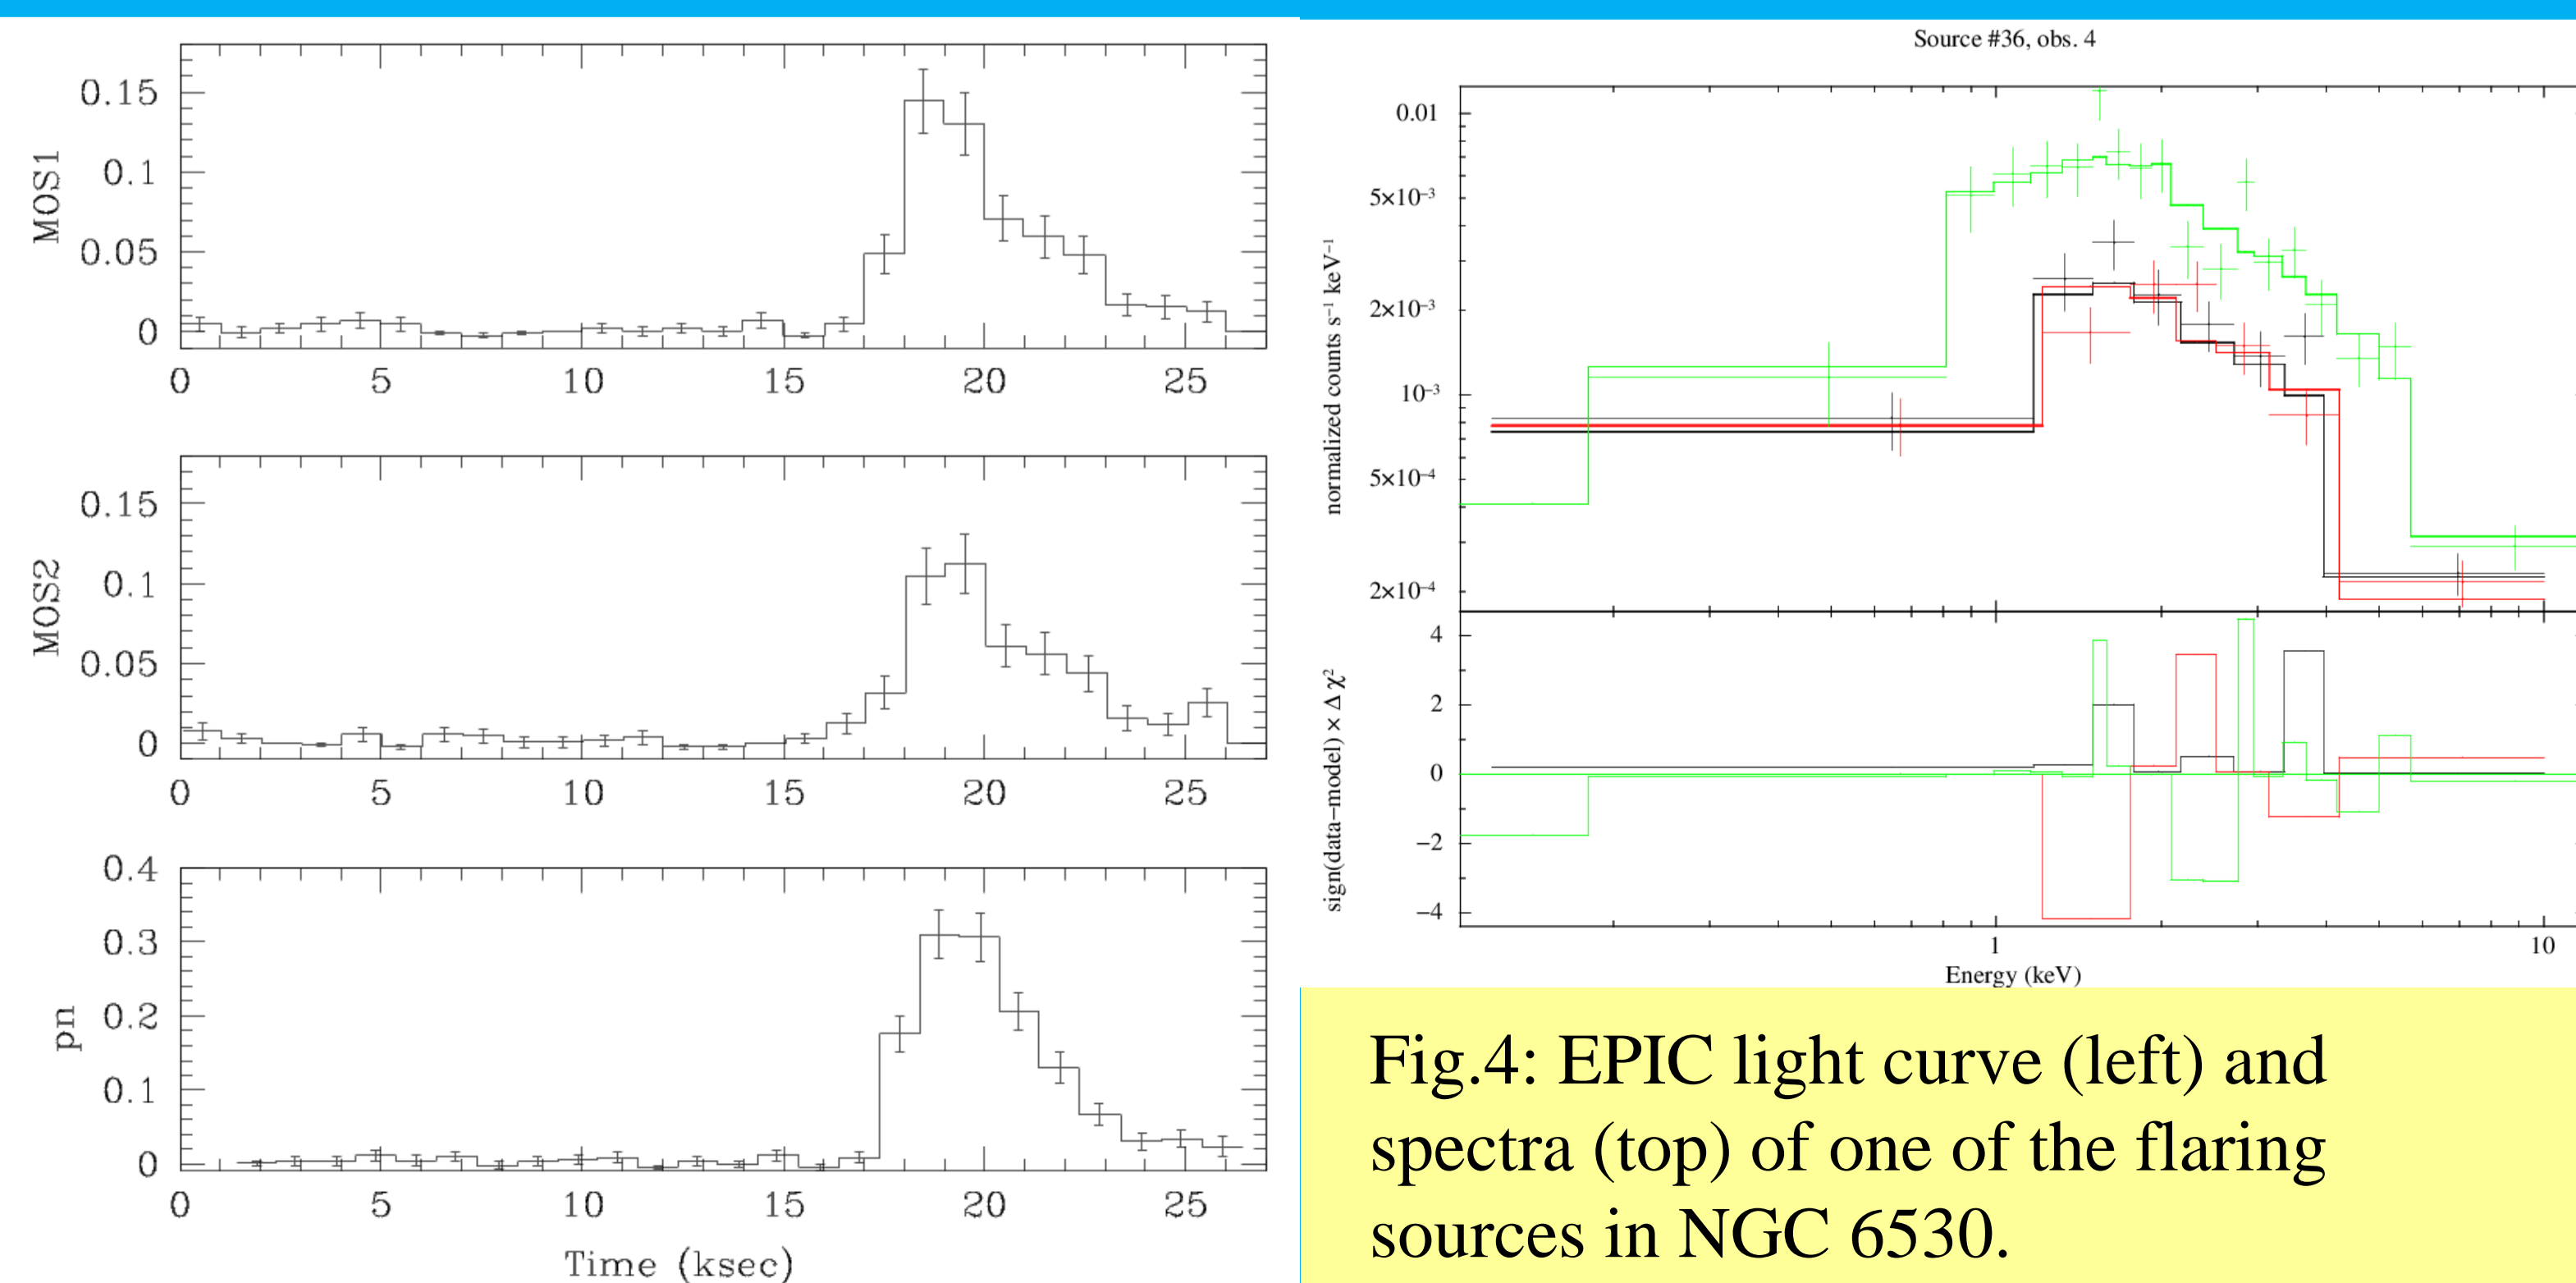 MOS1
0.15
0.1
0.05
0
0 5 10 15 20 25
MOS2
0.15
0.1
0.05
0
0 5 10 15 20 25
pn
0.4
0.3
0.2
0.1
0
0 5 10 15 20 25
Time (ksec)
Source #36, obs. 4
normalized counts s⁻¹ keV⁻¹
0.01
5×10⁻³
2×10⁻³
10⁻³
5×10⁻⁴
2×10⁻⁴
sign(data−model) × Δ χ²
4
2
0
−2
−4
1 10
Energy (keV)
Fig.4: EPIC light curve (left) and
spectra (top) of one of the flaring
sources in NGC 6530.